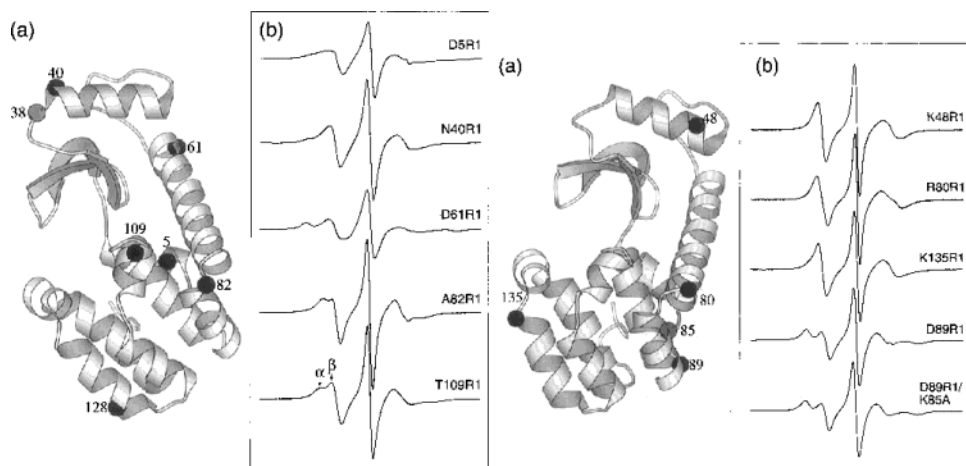 (a)
40
38
61
109
5
82
128
(b)
D5R1
N40R1
D61R1
A82R1
α β
T109R1
(a)
48
135
80
85
89
(b)
K48R1
R80R1
K135R1
D89R1
D89R1/
K85A